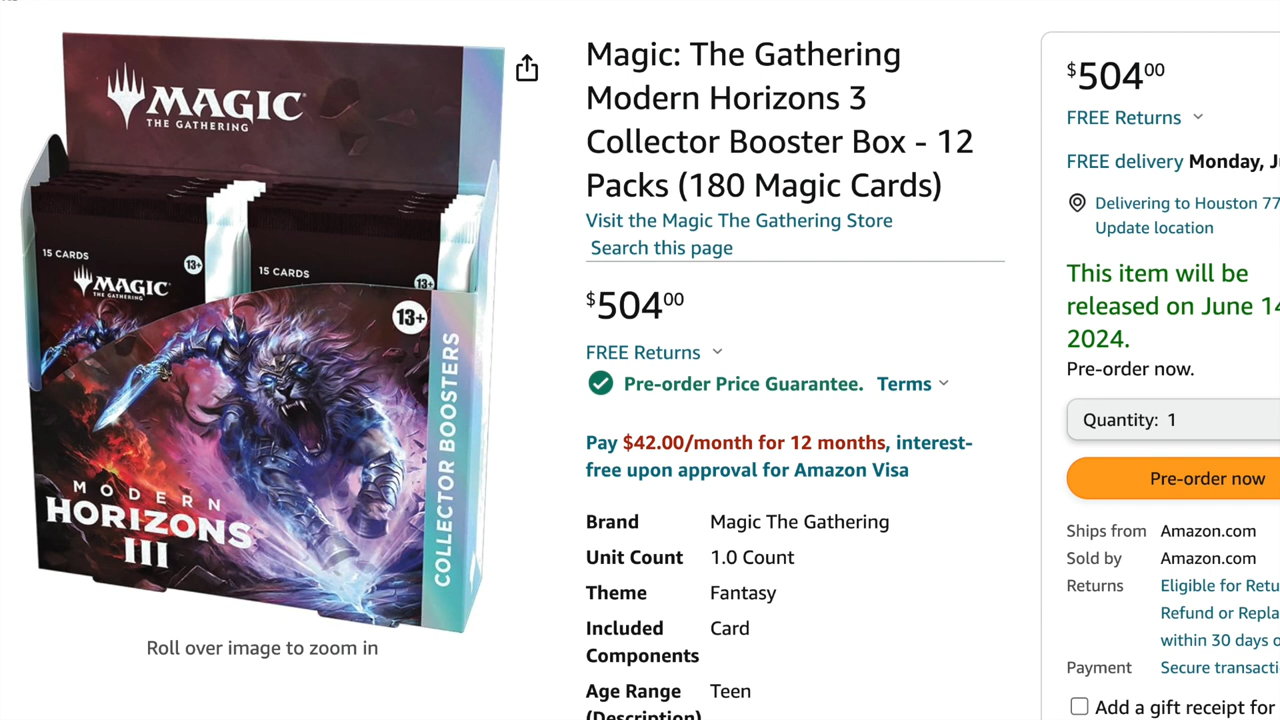 MAGIC
THE GATHERING
15 CARDS
13+
15 CARDS
13+
MAGIC
THE GATHERING
13+
MODERN
HORIZONS
III
COLLECTOR BOOSTERS
Roll over image to zoom in
Magic: The Gathering
Modern Horizons 3
Collector Booster Box - 12
Packs (180 Magic Cards)
Visit the Magic The Gathering Store
Search this page
$504.00
FREE Returns
Pre-order Price Guarantee. Terms
Pay $42.00/month for 12 months, interest-
free upon approval for Amazon Visa
Brand Magic The Gathering
Unit Count 1.0 Count
Theme Fantasy
Included Card
Components
Age Range Teen
(Description)
$504.00
FREE Returns
FREE delivery Monday, J
Delivering to Houston 77
Update location
This item will be
released on June 14
2024.
Pre-order now.
Quantity: 1
Pre-order now
Ships from Amazon.com
Sold by Amazon.com
Returns Eligible for Retu
Refund or Repla
within 30 days o
Payment Secure transacti
Add a gift receipt for